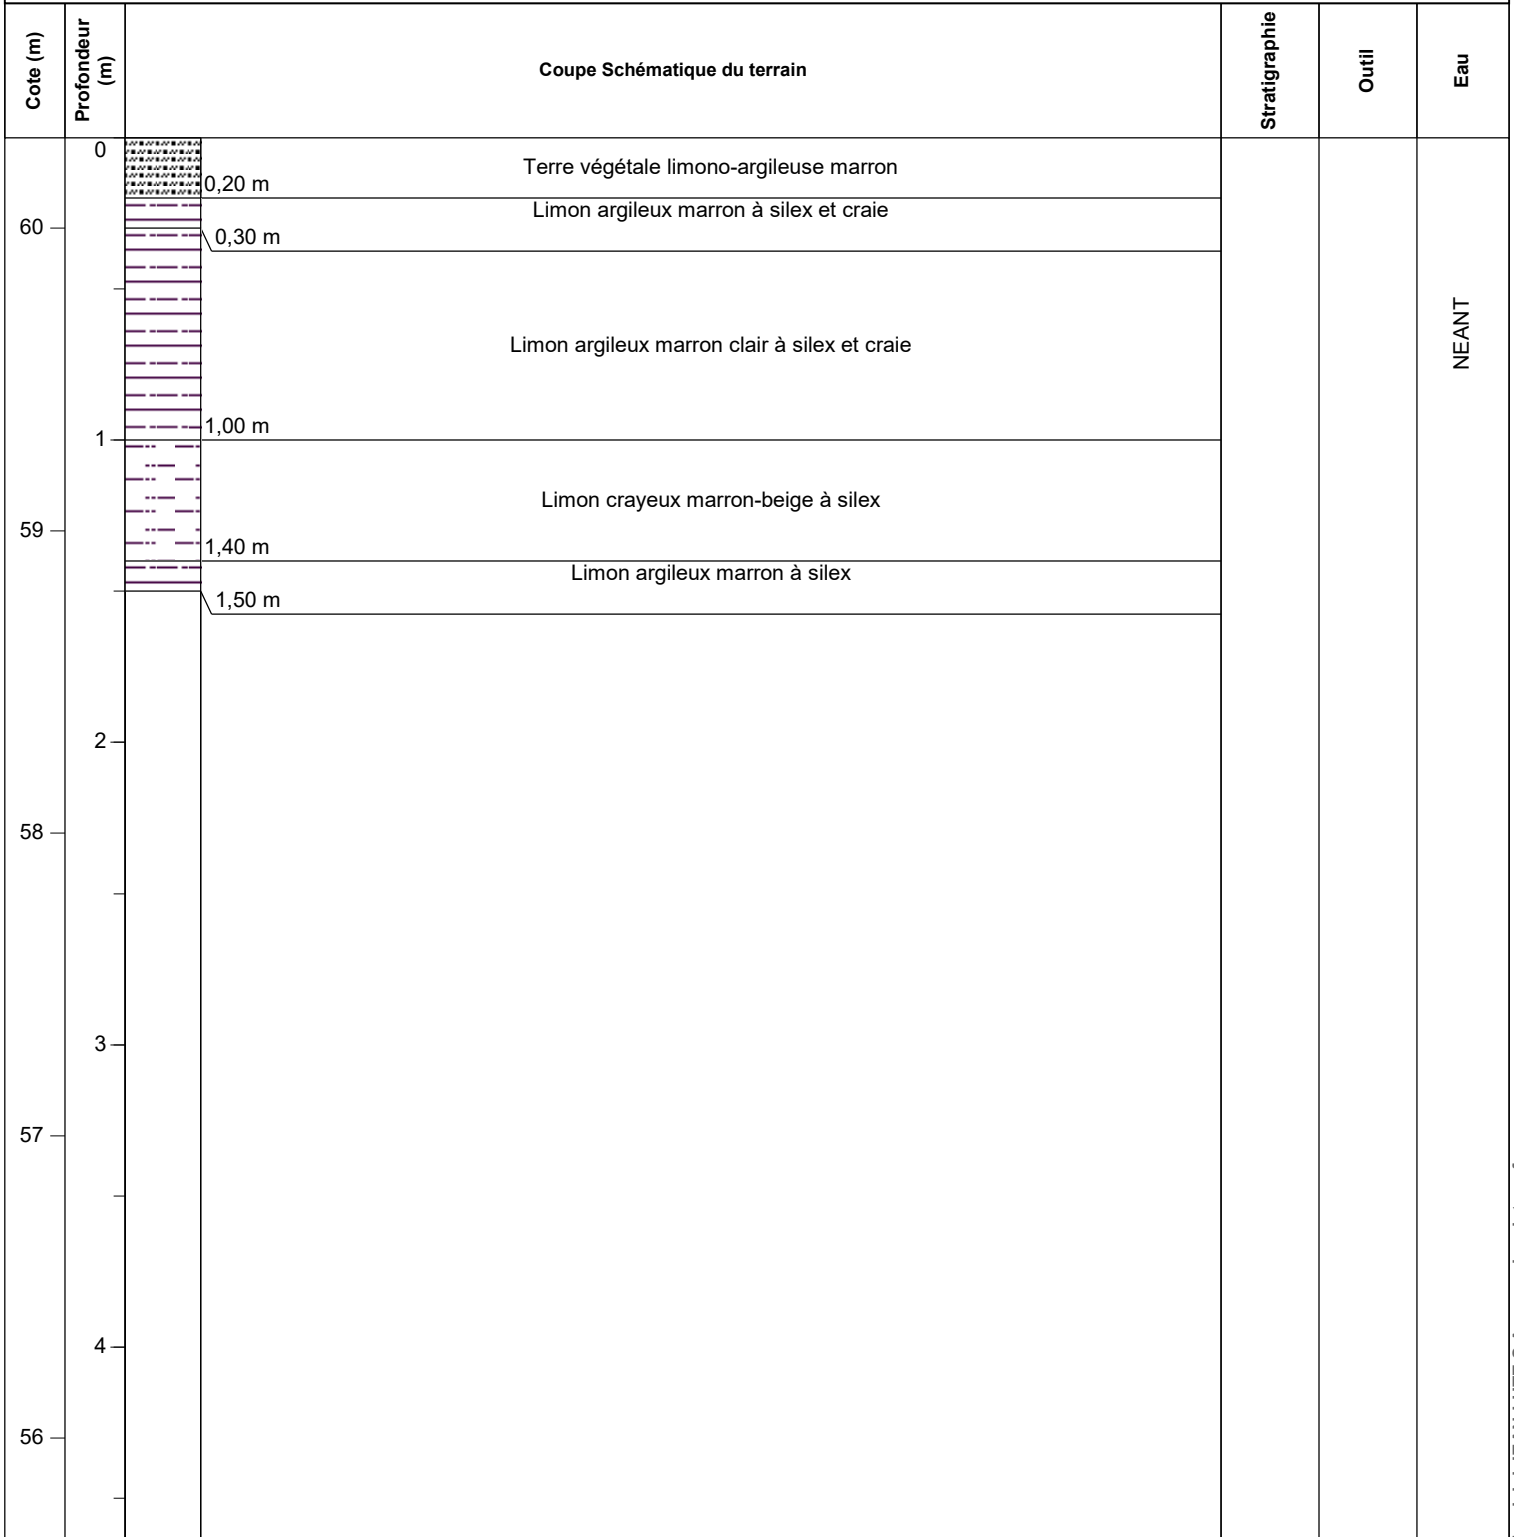 Cote (m)
Profondeur
(m)
Coupe Schématique du terrain
Stratigraphie
Outil
Eau
0
Terre végétale limono-argileuse marron
0,20 m
Limon argileux marron à silex et craie
60
0,30 m
Limon argileux marron clair à silex et craie
NEANT
1,00 m
1
Limon crayeux marron-beige à silex
59
1,40 m
Limon argileux marron à silex
1,50 m
2
58
3
57
4
56